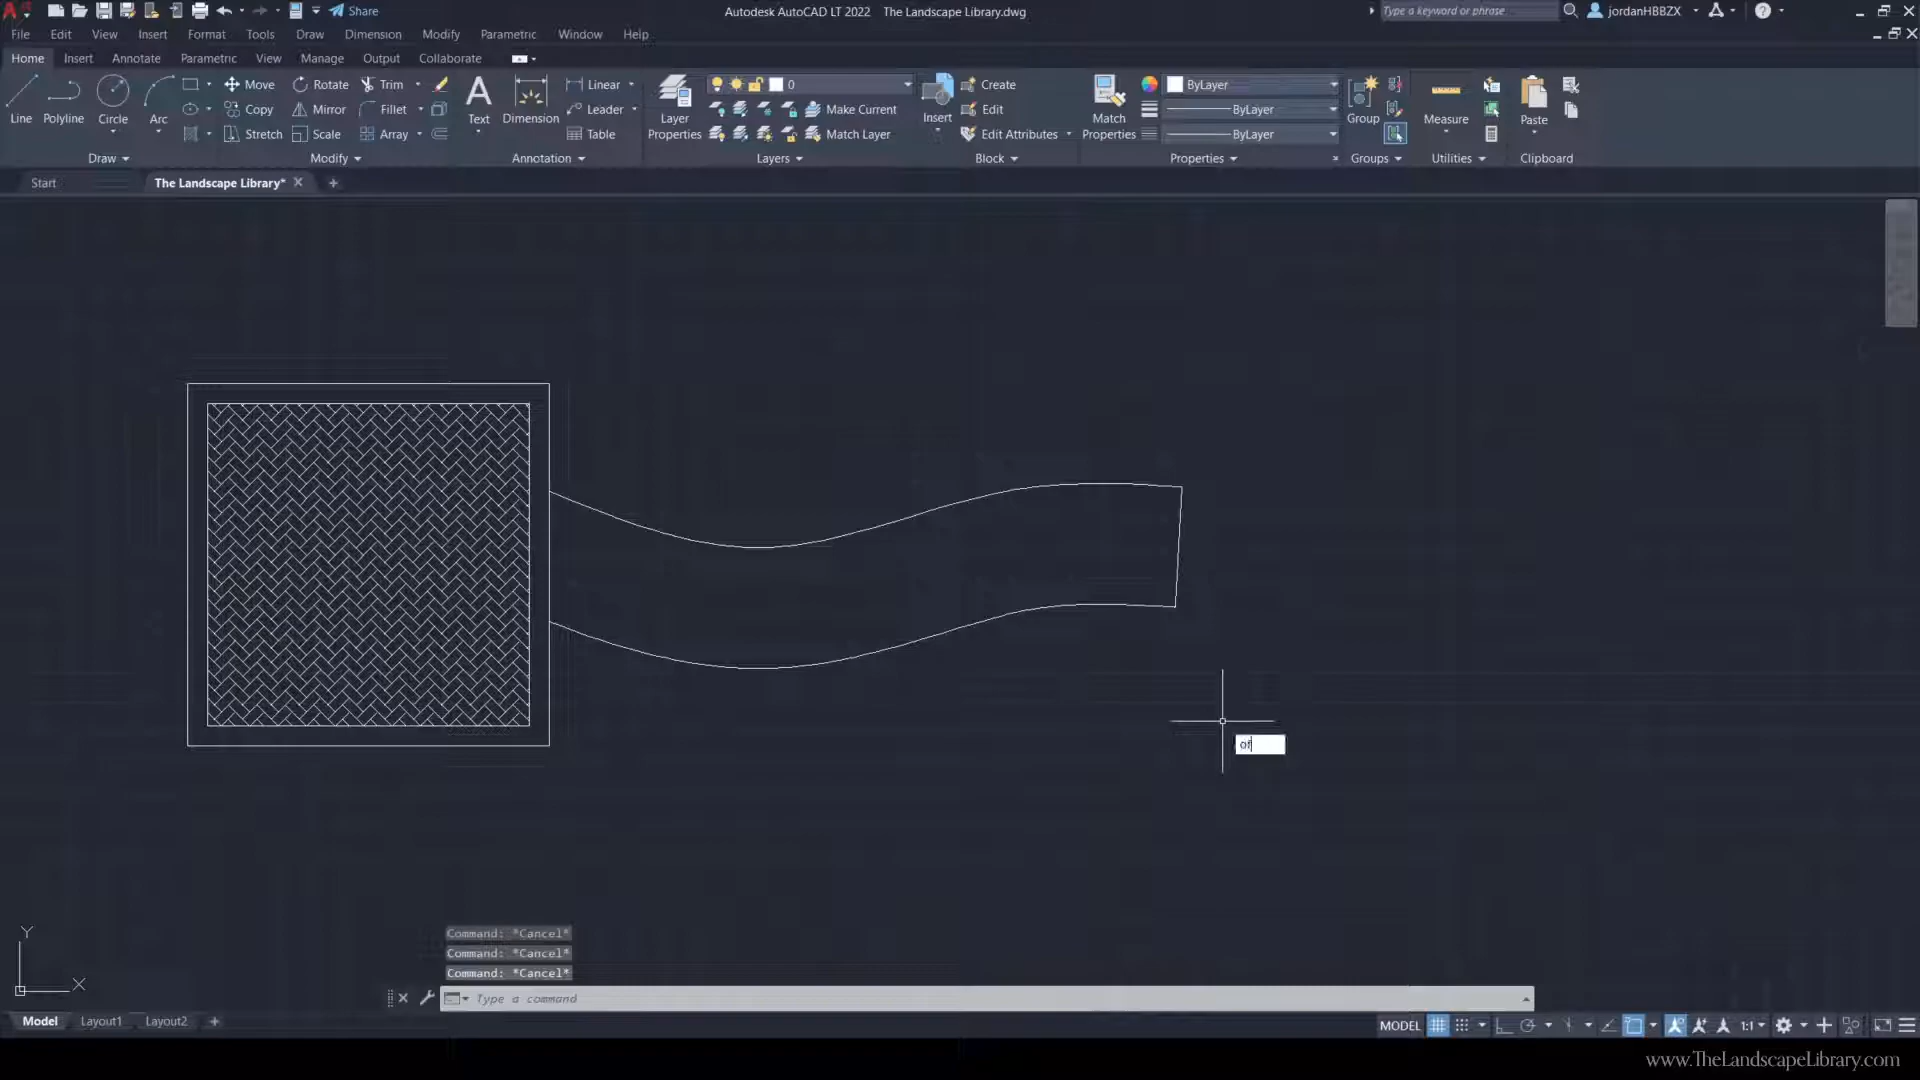 Share
Autodesk AutoCAD LT 2022 The Landscape Library.dwg
Type a keyword or phrase
jordanHBBZX
File Edit View Insert Format Tools Draw Dimension Modify Parametric Window Help
Home Insert Annotate Parametric View Manage Output Collaborate
Line Polyline Circle Arc
Move Rotate Trim
Copy Mirror Fillet
Stretch Scale Array
Text Dimension
Linear
Leader
Table
Layer Properties
0
Make Current
Match Layer
Insert
Create
Edit
Edit Attributes
Match Properties
ByLayer
ByLayer
ByLayer
Group
Measure
Paste
Draw Modify Annotation Layers Block Properties Groups Utilities Clipboard
Start The Landscape Library*
of
Command: *Cancel*
Command: *Cancel*
Command: *Cancel*
Y
X
Type a command
Model Layout1 Layout2
MODEL 1:1
www.TheLandscapeLibrary.com